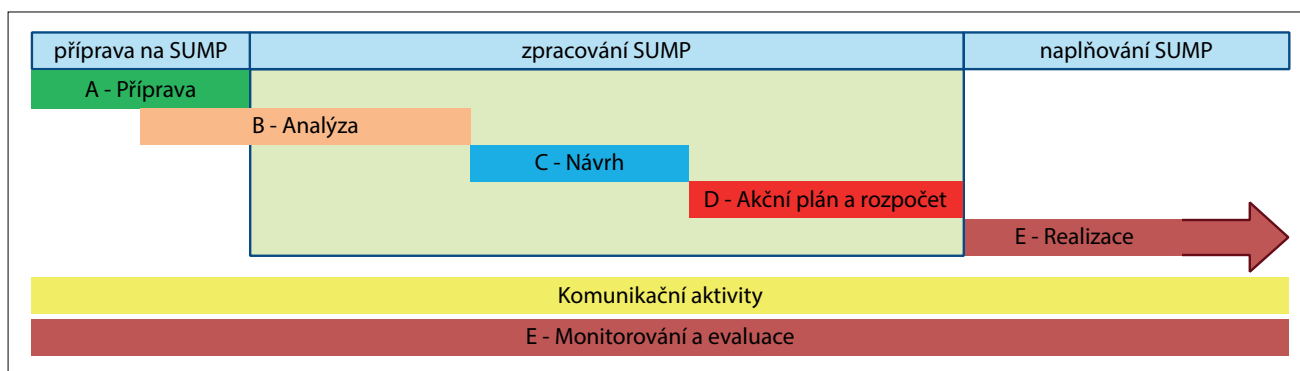 příprava na SUMP
zpracování SUMP
naplňování SUMP
A - Příprava
B - Analýza
C - Návrh
D - Akční plán a rozpočet
E - Realizace
Komunikační aktivity
E - Monitorování a evaluace